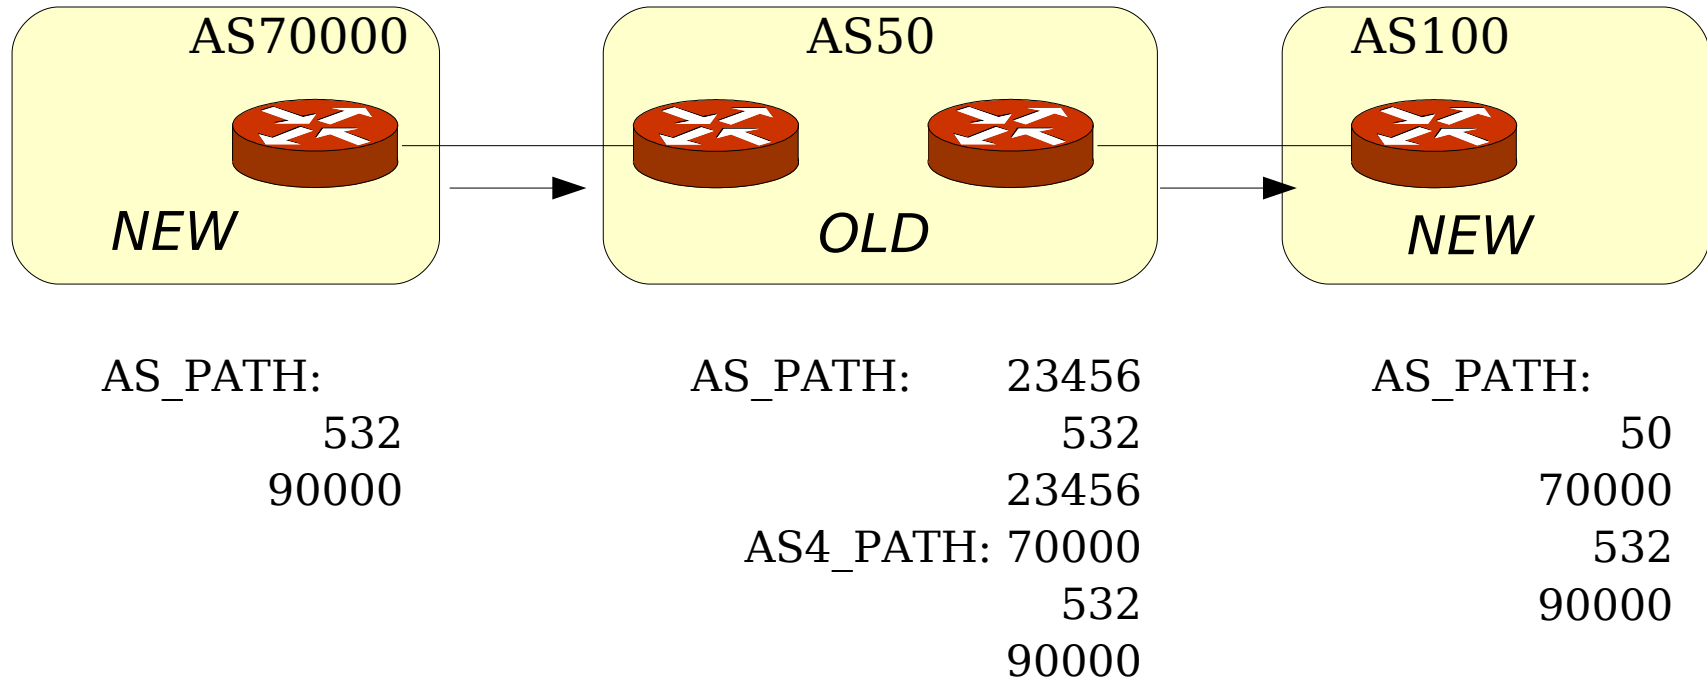 AS70000
NEW
AS50
OLD
AS100
NEW
AS_PATH:
532
90000
AS_PATH: 23456
532
23456
AS4_PATH: 70000
532
90000
AS_PATH:
50
70000
532
90000